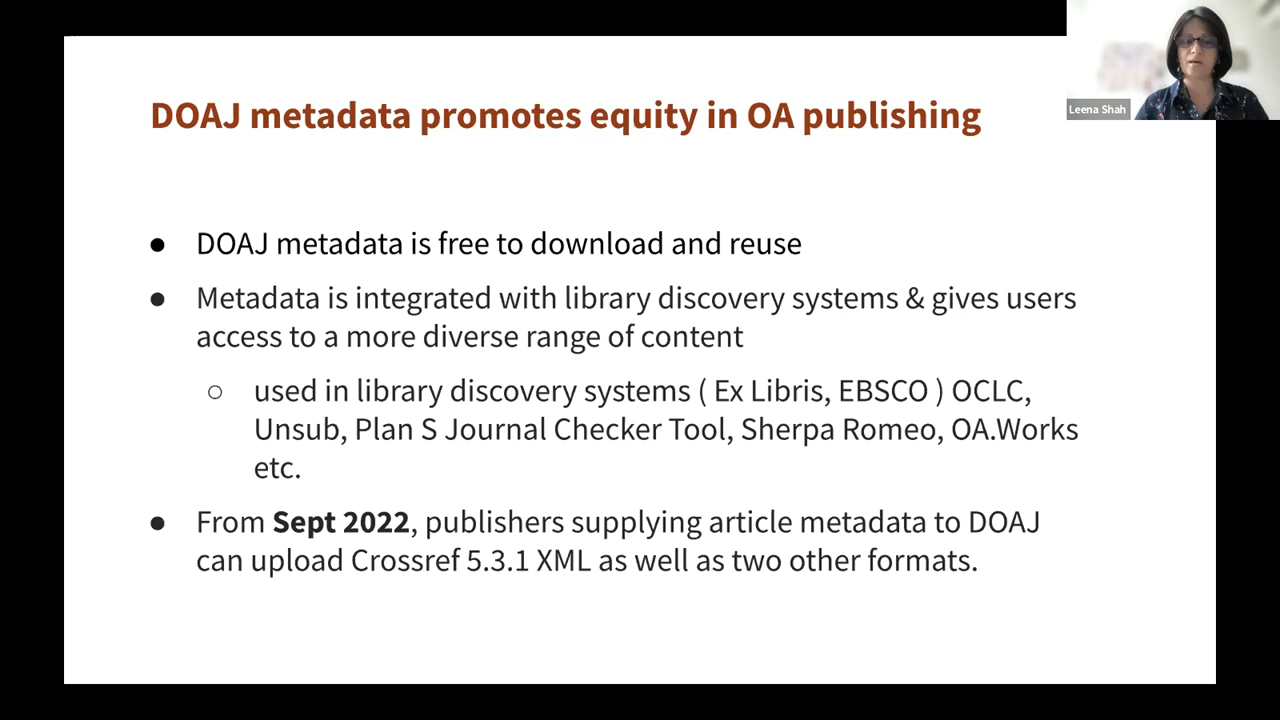 DOAJ metadata promotes equity in OA publishing
Leena Shah
● DOAJ metadata is free to download and reuse
● Metadata is integrated with library discovery systems & gives users
access to a more diverse range of content
○ used in library discovery systems ( Ex Libris, EBSCO ) OCLC,
Unsub, Plan S Journal Checker Tool, Sherpa Romeo, OA.Works
etc.
● From Sept 2022, publishers supplying article metadata to DOAJ
can upload Crossref 5.3.1 XML as well as two other formats.